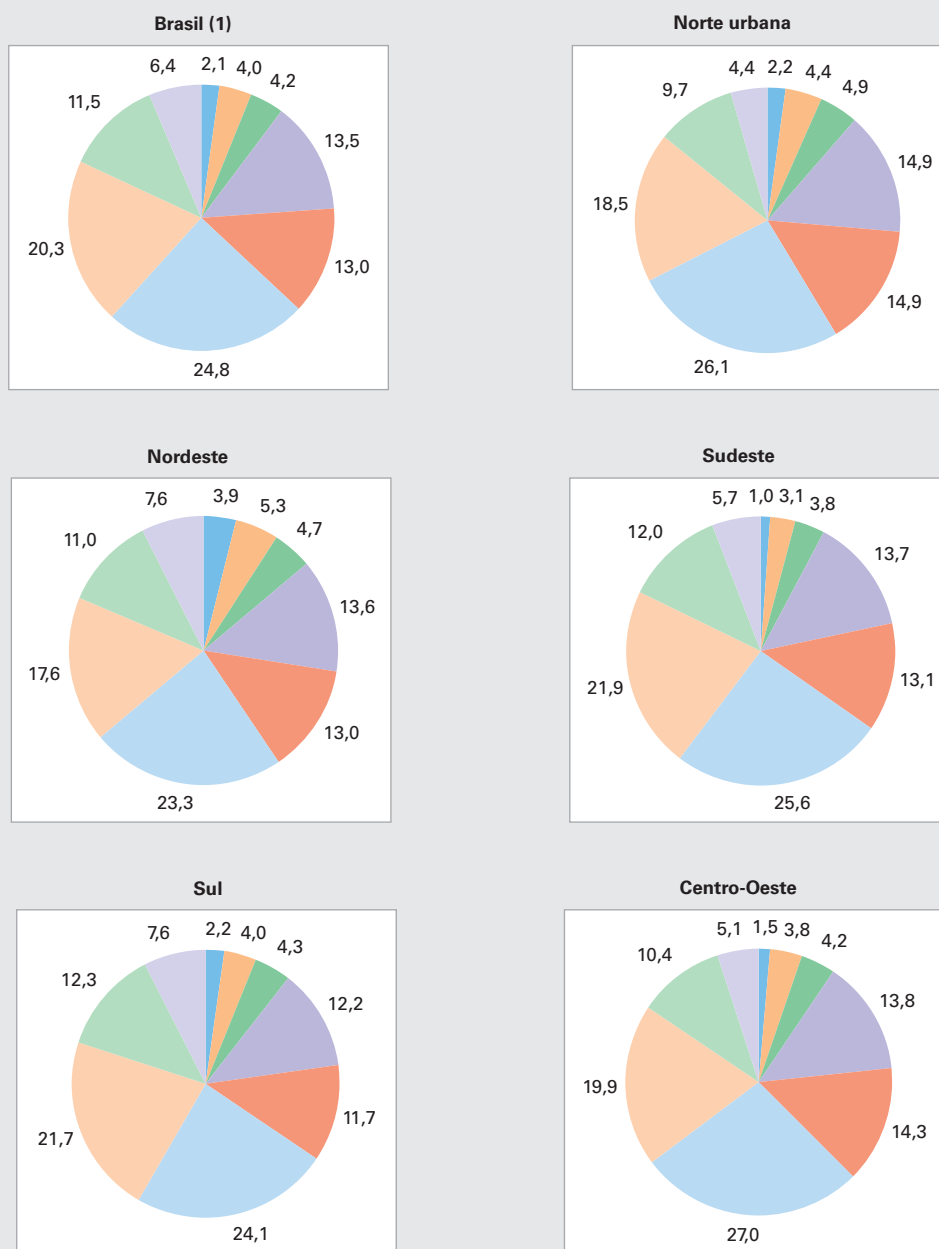 Brasil (1)
6,4 2,1 4,0 4,2
11,5
13,5
20,3
13,0
24,8
Norte urbana
4,4 2,2 4,4 4,9
9,7
14,9
18,5
14,9
26,1
Nordeste
7,6 3,9 5,3 4,7
11,0
13,6
17,6
13,0
23,3
Sudeste
5,7 1,0 3,1 3,8
12,0
13,7
21,9
13,1
25,6
Sul
7,6 2,2 4,0 4,3
12,3
12,2
21,7
11,7
24,1
Centro-Oeste
5,1 1,5 3,8 4,2
10,4
13,8
19,9
14,3
27,0